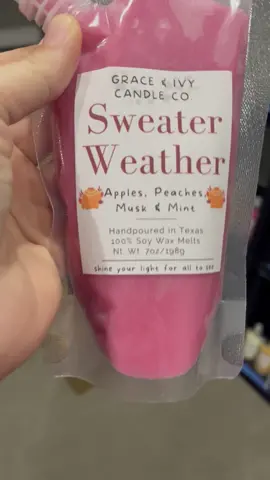 GRACE & IVY
CANDLE CO.
Sweater
Weather
Apples, Peaches,
Musk & Mint
Handpoured in Texas
100% Soy Wax Melts
Nt. Wt. 7oz/198g
shine your light for all to see